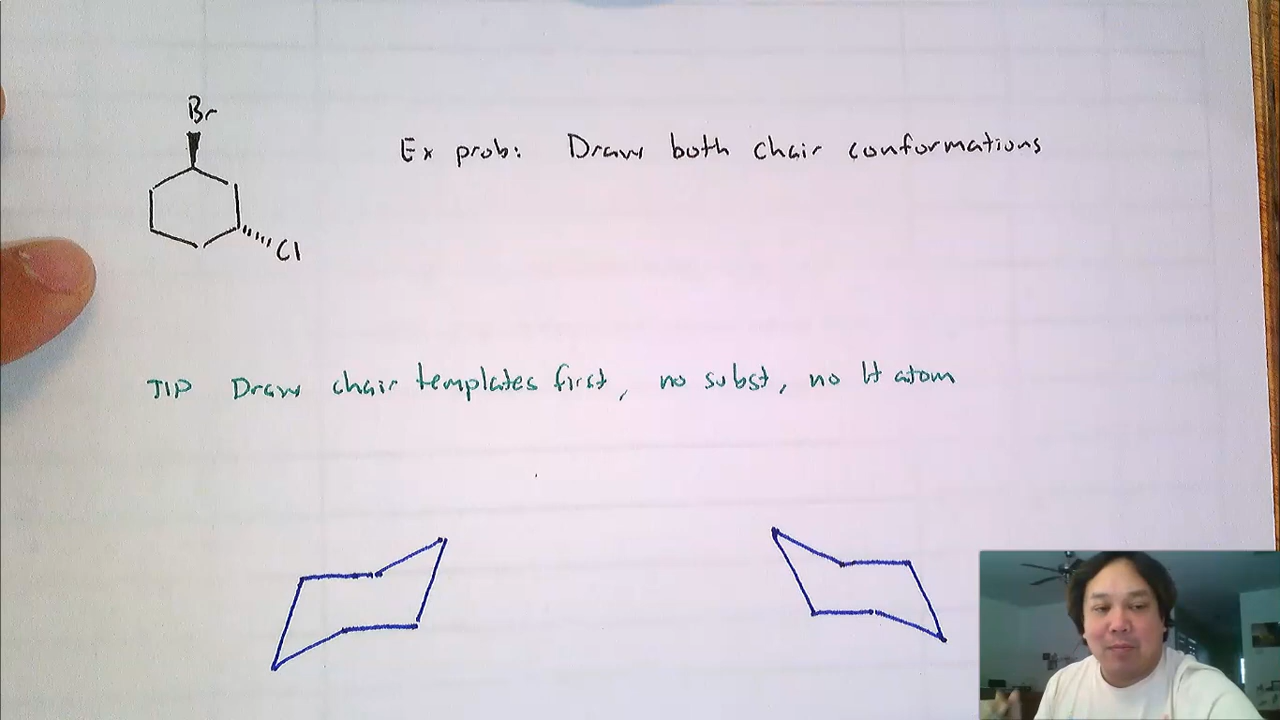 Br
Ex prob: Draw both chair conformations
Cl
TIP Draw chair templates first, no subst, no H atom